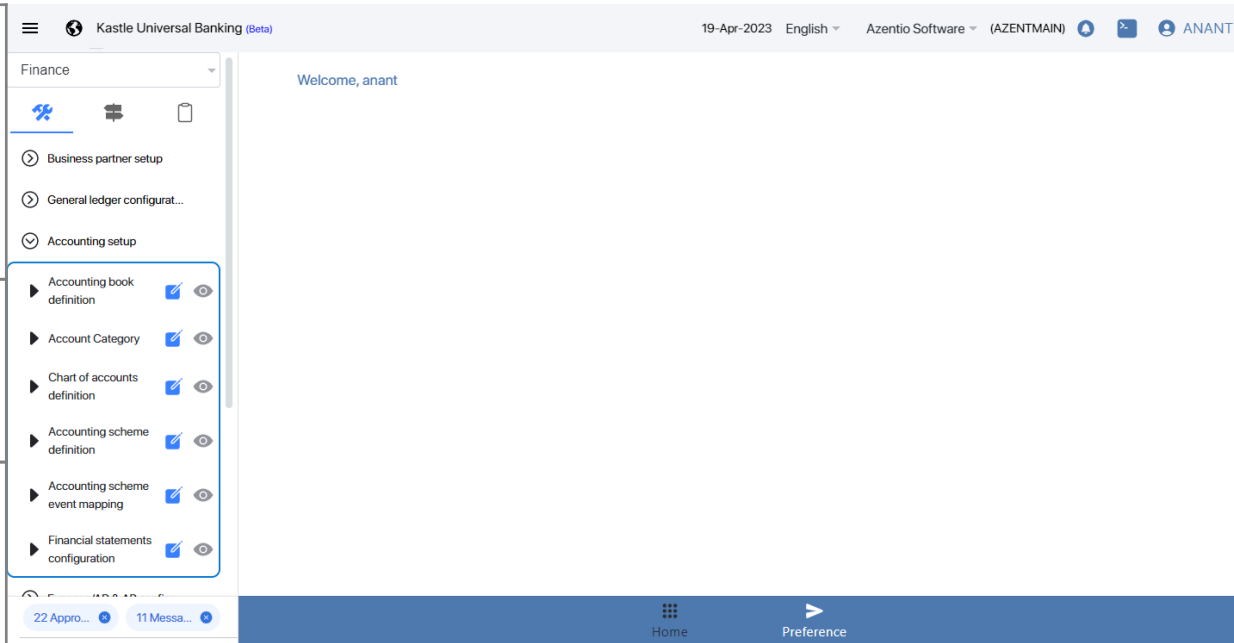 Kastle Universal Banking (Beta)
19-Apr-2023 English Azentio Software (AZENTMAIN) ANANT
Finance
Welcome, anant
Business partner setup
General ledger configurat...
Accounting setup
Accounting book
definition
Account Category
Chart of accounts
definition
Accounting scheme
definition
Accounting scheme
event mapping
Financial statements
configuration
22 Appro... 11 Messa...
Home Preference